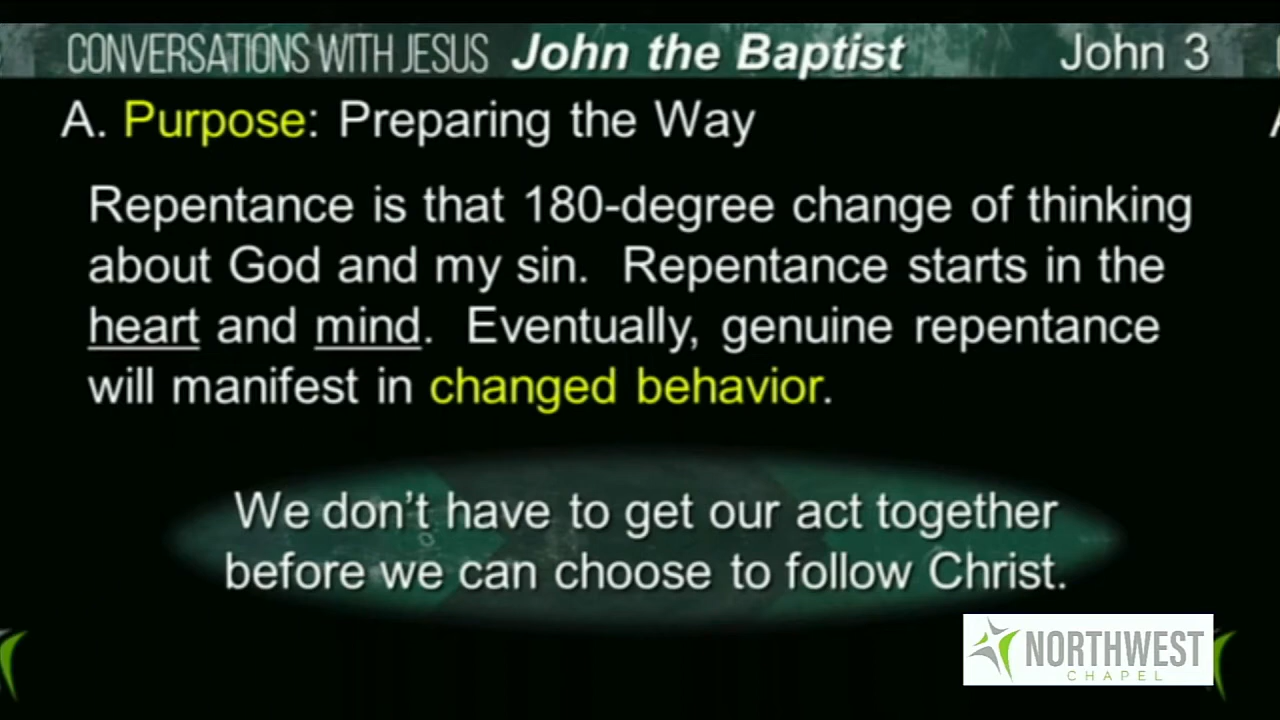 CONVERSATIONS WITH JESUS John the Baptist John 3
A. Purpose: Preparing the Way
Repentance is that 180-degree change of thinking
about God and my sin. Repentance starts in the
heart and mind. Eventually, genuine repentance
will manifest in changed behavior.
We don't have to get our act together
before we can choose to follow Christ.
NORTHWEST
CHAPEL